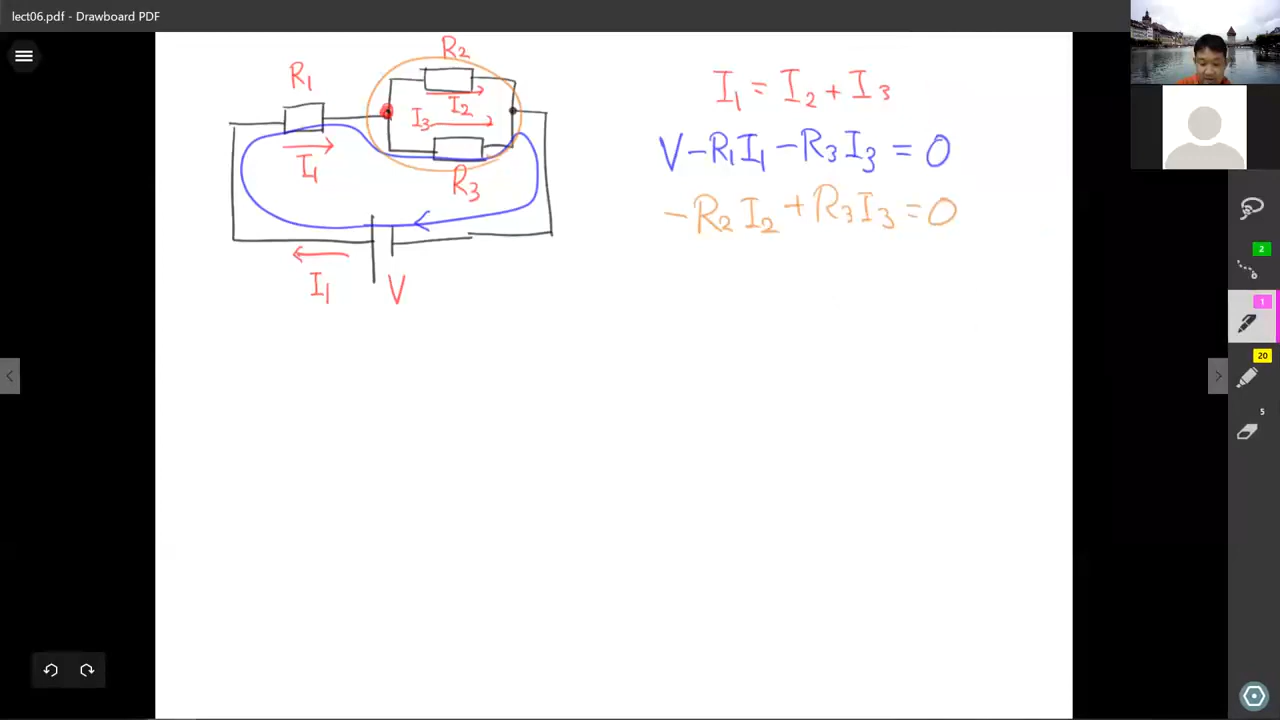 lect06.pdf - Drawboard PDF
R₂
R₁
I₂
I₃
I₁
R₃
I₁
V
I₁ = I₂ + I₃
V - R₁I₁ - R₃I₃ = 0
- R₂I₂ + R₃I₃ = 0
2
1
20
5